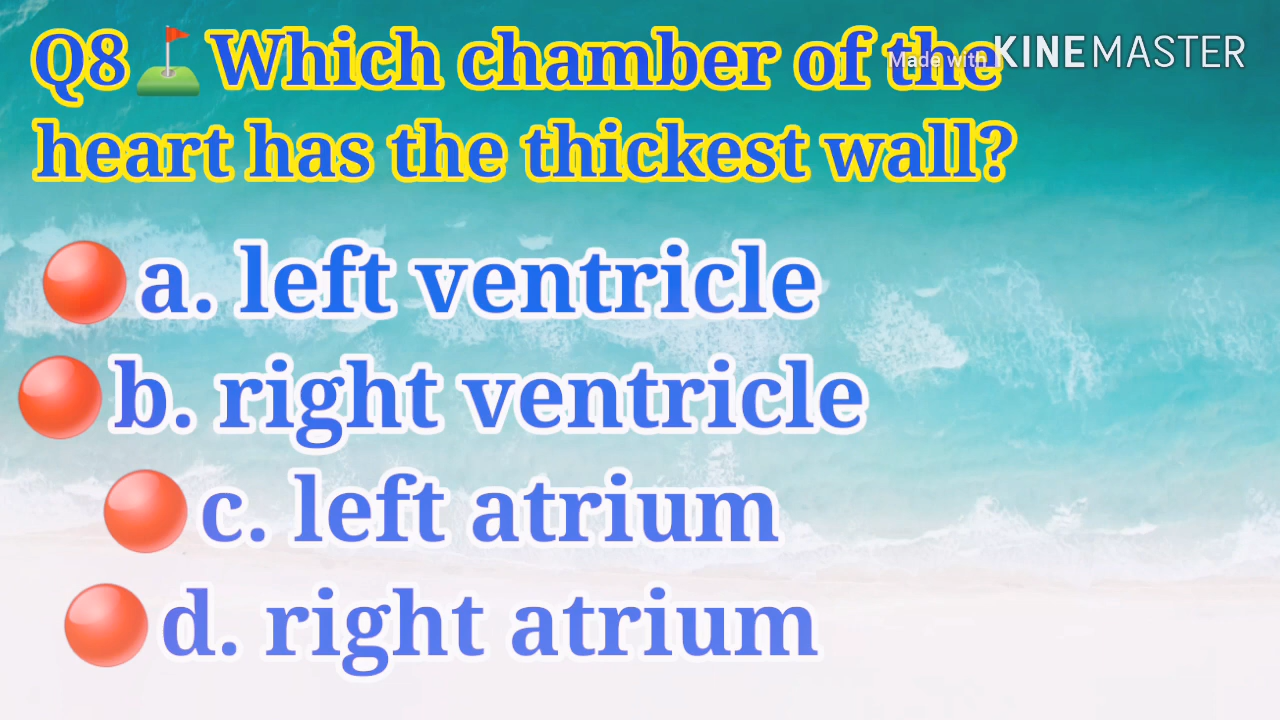 Q8⛳Which chamber of the
Made with KINEMASTER
heart has the thickest wall?
🔴a. left ventricle
🔴b. right ventricle
🔴c. left atrium
🔴d. right atrium